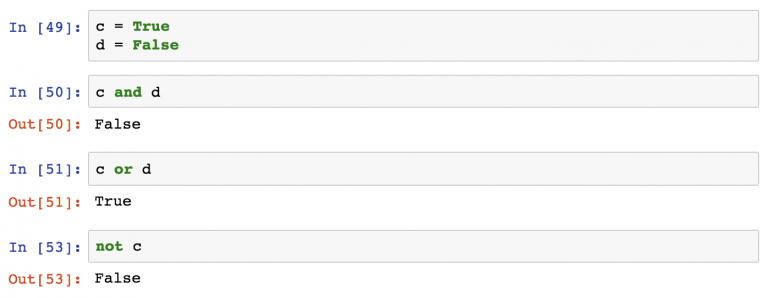 In [49]: c = True
d = False
In [50]: c and d
Out[50]: False
In [51]: c or d
Out[51]: True
In [53]: not c
Out[53]: False